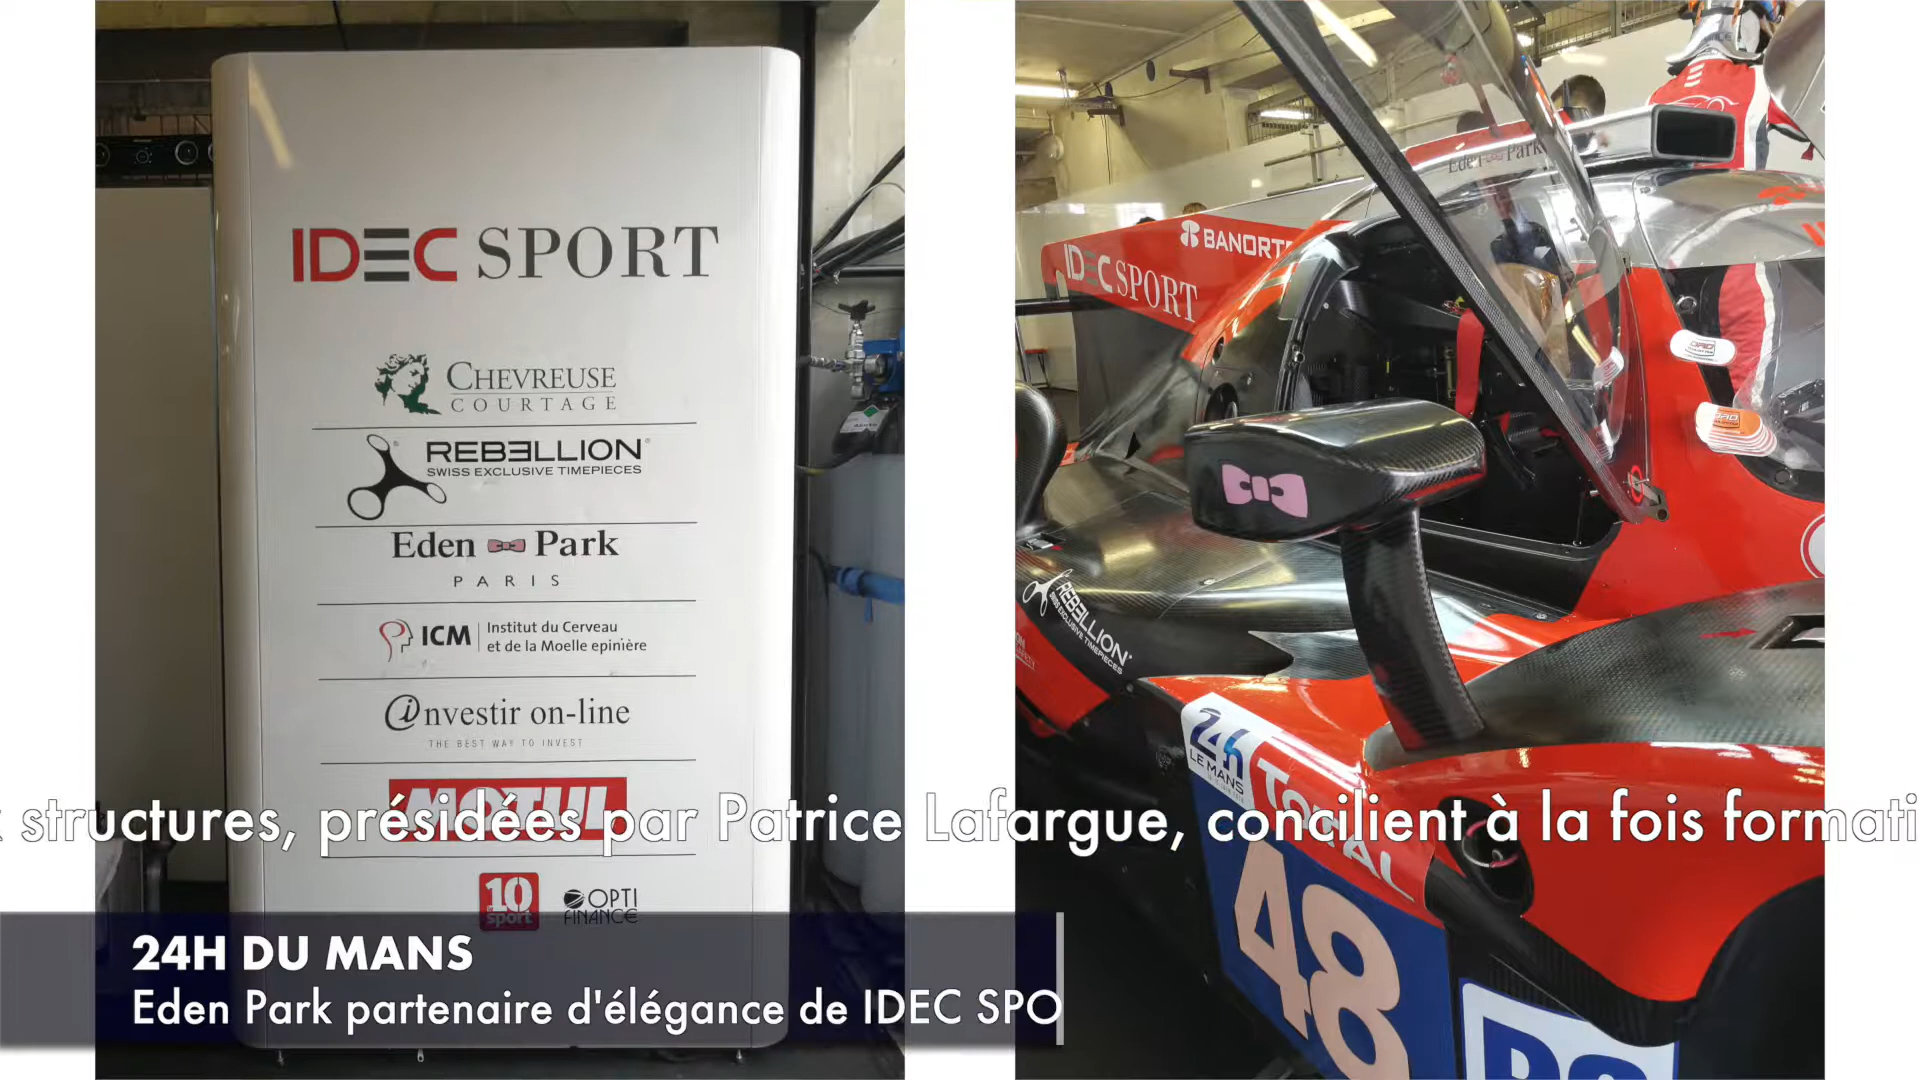 IDEC SPORT
CHEVREUSE
COURTAGE
REBELLION
SWISS EXCLUSIVE TIMEPIECES
Eden Park
PARIS
ICM Institut du Cerveau
et de la Moelle epinière
investir on-line
THE BEST WAY TO INVEST
MOTUL
10
sport
OPTI
FINANCE
Eden Park
BANORTE
IDEC SPORT
REBELLION
SWISS EXCLUSIVE TIMEPIECES
24h
LE MANS
TOTAL
48
structures, présidées par Patrice Lafargue, concilient à la fois formati
24H DU MANS
Eden Park partenaire d'élégance de IDEC SPO